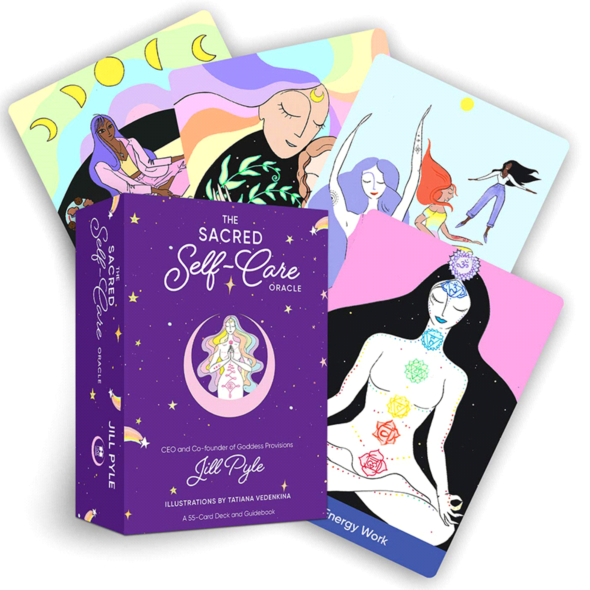 THE
SACRED
Self-Care
ORACLE
CEO and Co-founder of Goddess Provisions
Jill Pyle
ILLUSTRATIONS BY TATIANA VEDENKINA
A 55-Card Deck and Guidebook
THE
SACRED
Self-Care
ORACLE
JILL PYLE
Energy Work